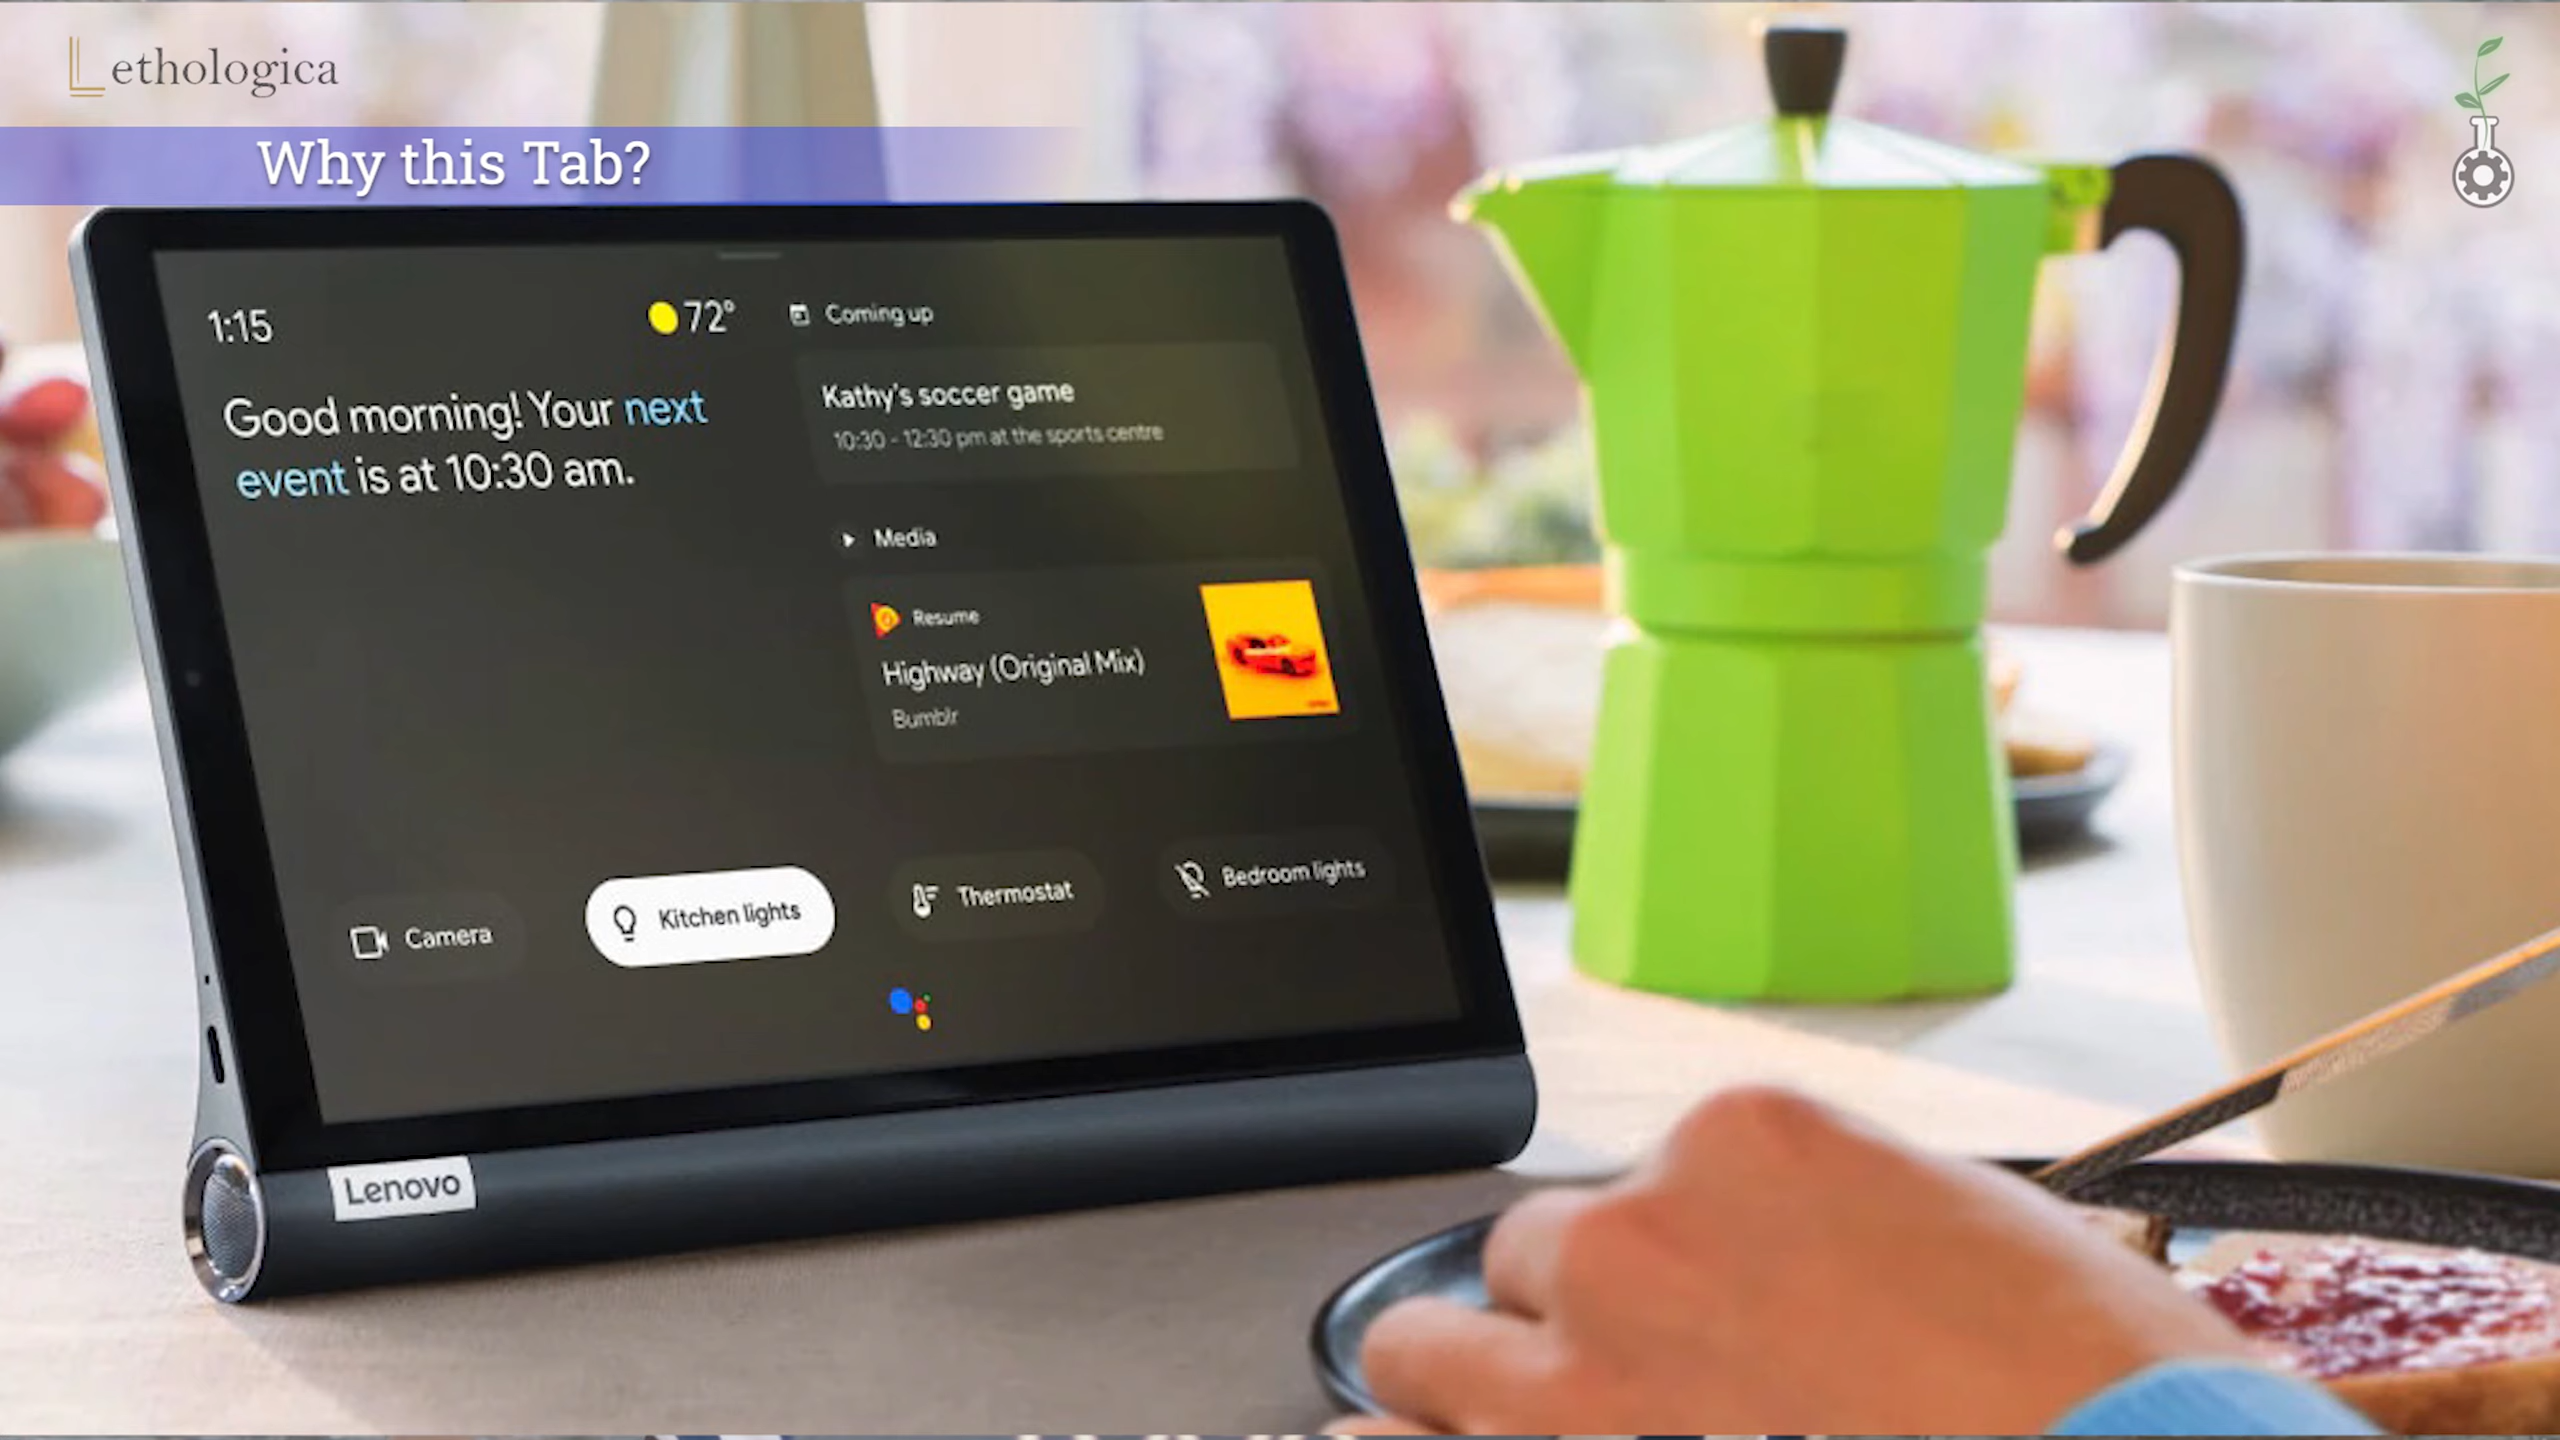 Lethologica
Why this Tab?
1:15
72°
Good morning! Your next
event is at 10:30 am.
Coming up
Kathy's soccer game
10:30 - 12:30 pm at the sports centre
Media
Resume
Highway (Original Mix)
Bumblr
Camera
Kitchen lights
Thermostat
Bedroom lights
Lenovo